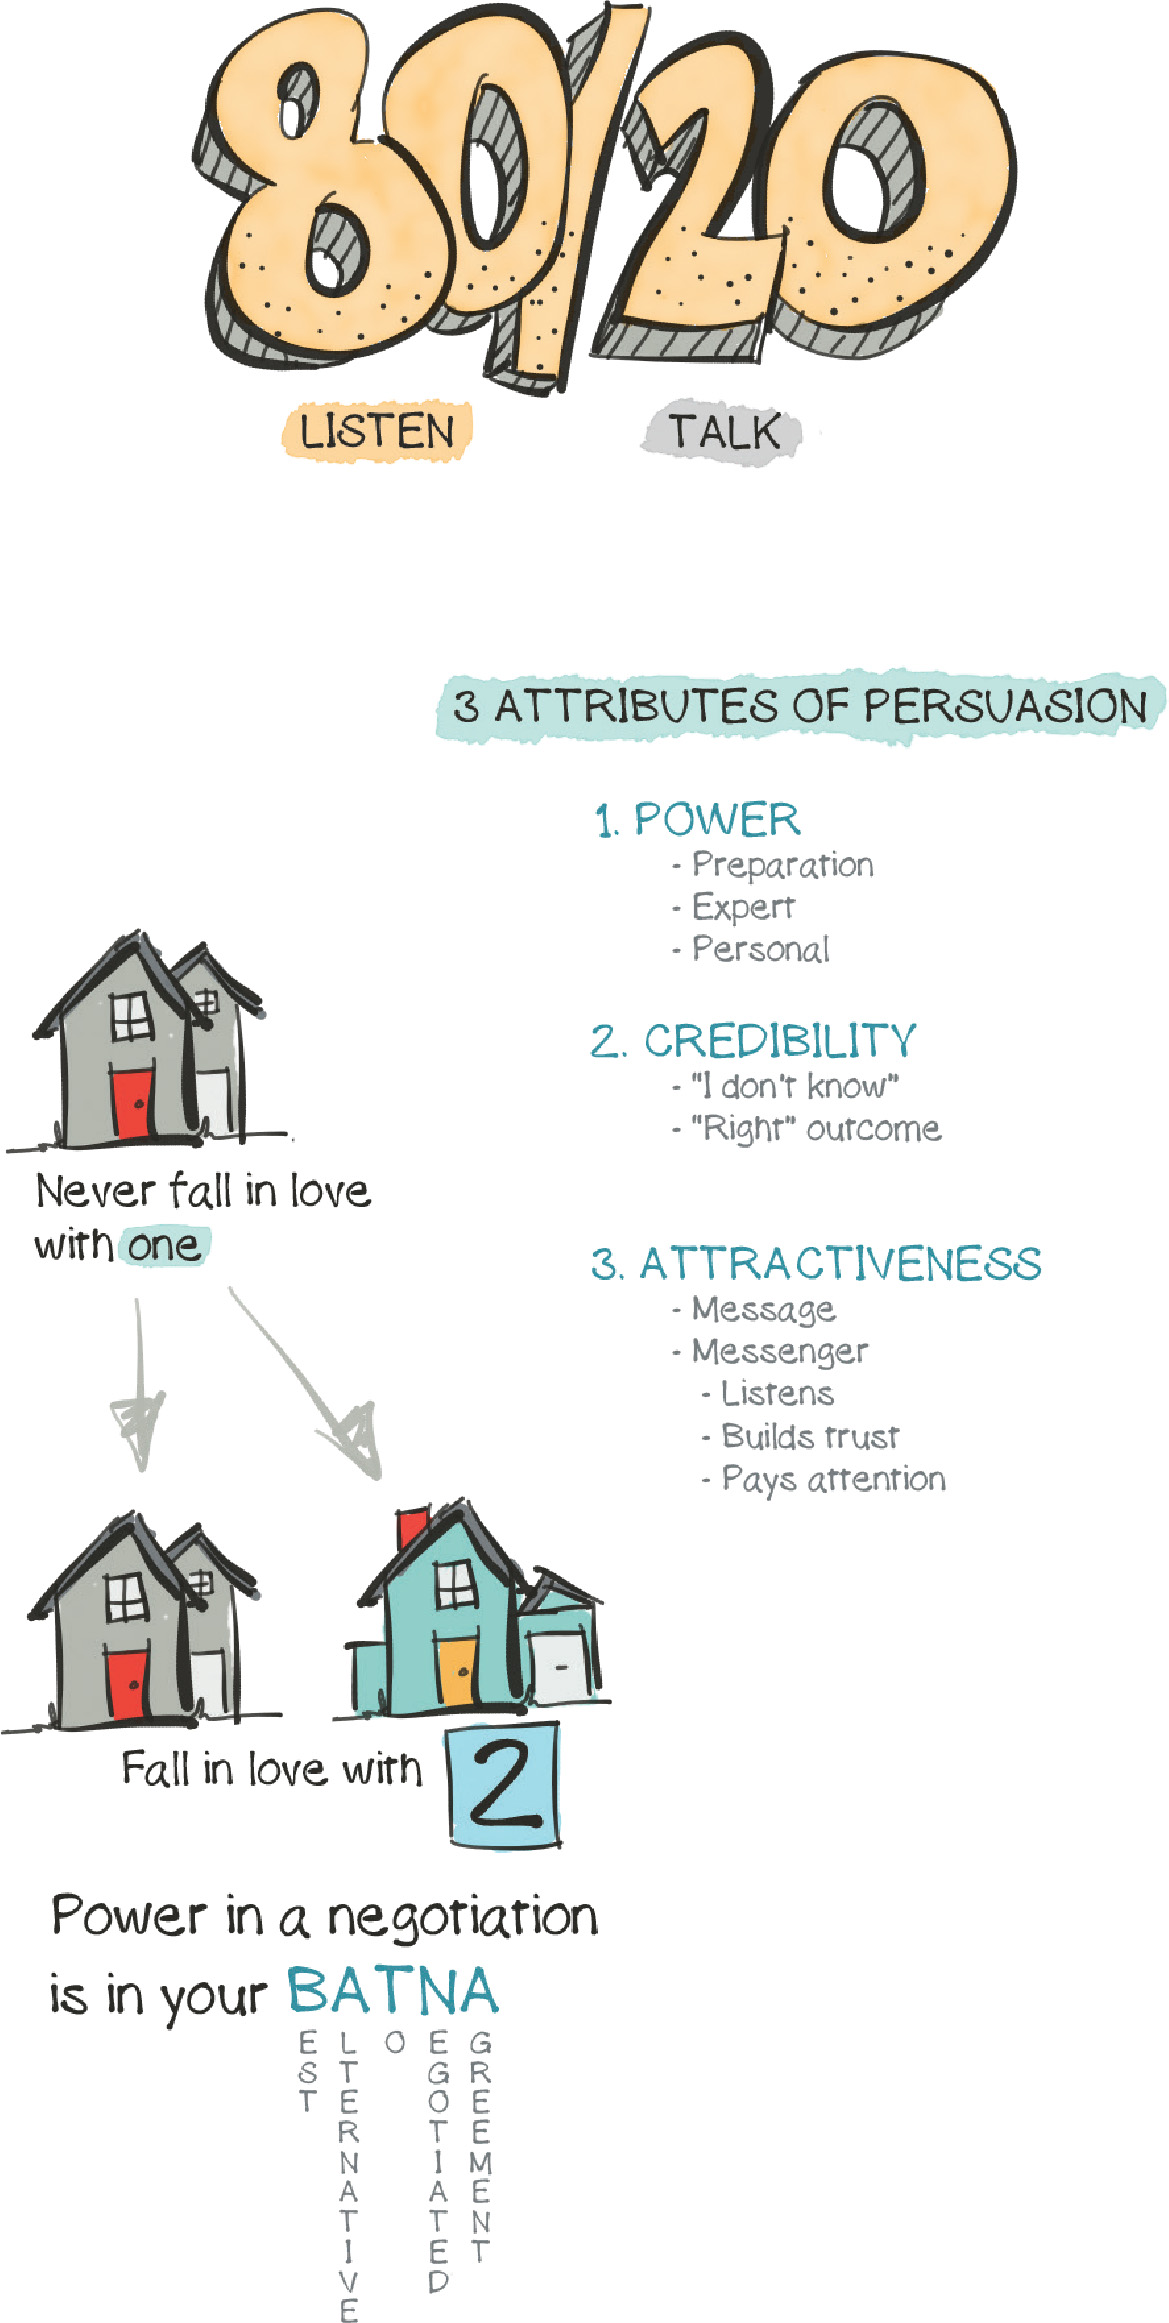 80/20
LISTEN
TALK
3 ATTRIBUTES OF PERSUASION
1. POWER
- Preparation
- Expert
- Personal
2. CREDIBILITY
- "I don't know"
- "Right" outcome
3. ATTRACTIVENESS
- Message
- Messenger
- Listens
- Builds trust
- Pays attention
Never fall in love
with one
Fall in love with 2
Power in a negotiation
is in your BATNA
EST
LTERNATIVE
O
EGOTIATED
GREEMENT